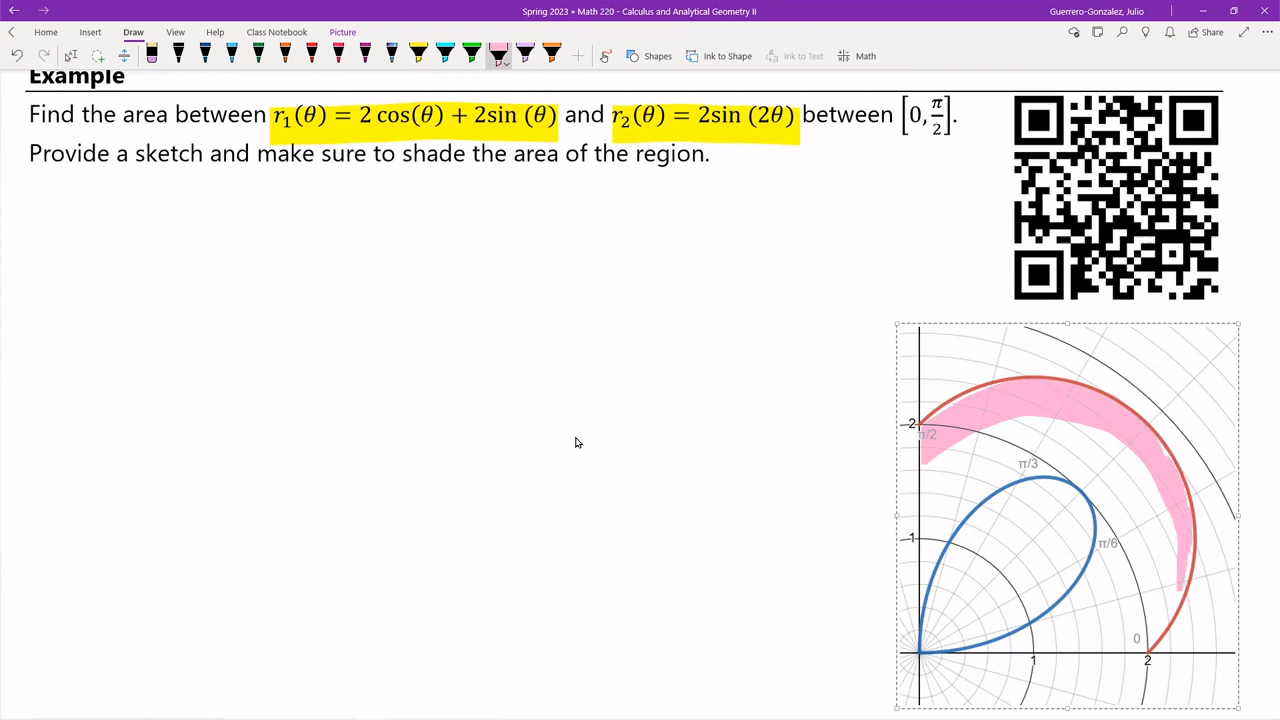 Spring 2023 » Math 220 - Calculus and Analytical Geometry II
Guerrero-Gonzalez, Julio
Home Insert Draw View Help Class Notebook Picture
Share
Shapes Ink to Shape Ink to Text Math
Example
Find the area between r₁(θ) = 2 cos(θ) + 2sin (θ) and r₂(θ) = 2sin (2θ) between [0, π/2].
Provide a sketch and make sure to shade the area of the region.
2
π/2
π/3
1
π/6
0
1 2